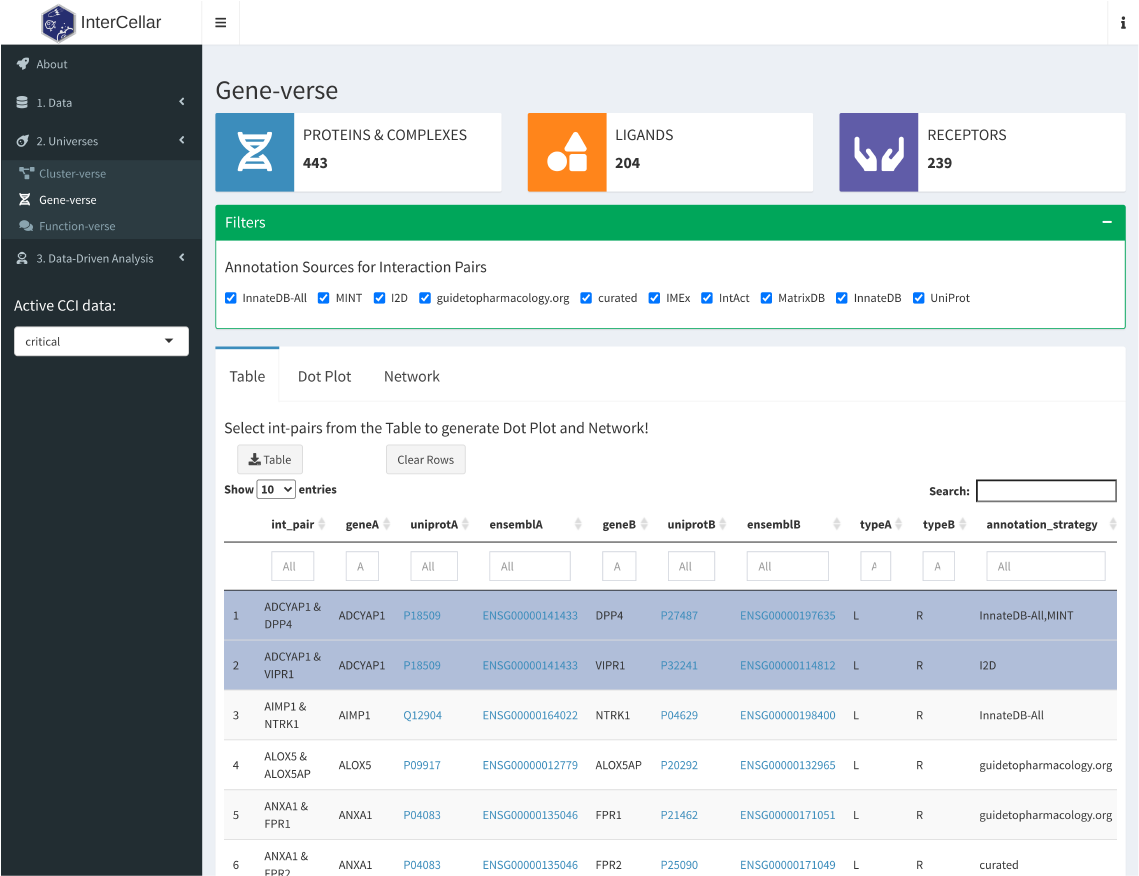 InterCellar
About
1. Data
2. Universes
Cluster-verse
Gene-verse
Function-verse
3. Data-Driven Analysis
Active CCI data:
critical
Gene-verse
PROTEINS & COMPLEXES
443
LIGANDS
204
RECEPTORS
239
Filters
Annotation Sources for Interaction Pairs
InnateDB-All MINT I2D guidetopharmacology.org curated IMEx IntAct MatrixDB InnateDB UniProt
Table Dot Plot Network
Select int-pairs from the Table to generate Dot Plot and Network!
Table Clear Rows
Show 10 entries
Search:
int_pair geneA uniprotA ensemblA geneB uniprotB ensemblB typeA typeB annotation_strategy
All A All All A All All A A All
ADCYAP1 &
1 ADCYAP1 P18509 ENSG00000141433 DPP4 P27487 ENSG00000197635 L R InnateDB-All,MINT
DPP4
ADCYAP1 &
2 ADCYAP1 P18509 ENSG00000141433 VIPR1 P32241 ENSG00000114812 L R I2D
VIPR1
AIMP1 &
3 AIMP1 Q12904 ENSG00000164022 NTRK1 P04629 ENSG00000198400 L R InnateDB-All
NTRK1
ALOX5 &
4 ALOX5 P09917 ENSG00000012779 ALOX5AP P20292 ENSG00000132965 L R guidetopharmacology.org
ALOX5AP
ANXA1 &
5 ANXA1 P04083 ENSG00000135046 FPR1 P21462 ENSG00000171051 L R guidetopharmacology.org
FPR1
ANXA1 &
6 ANXA1 P04083 ENSG00000135046 FPR2 P25090 ENSG00000171049 L R curated
FPR2